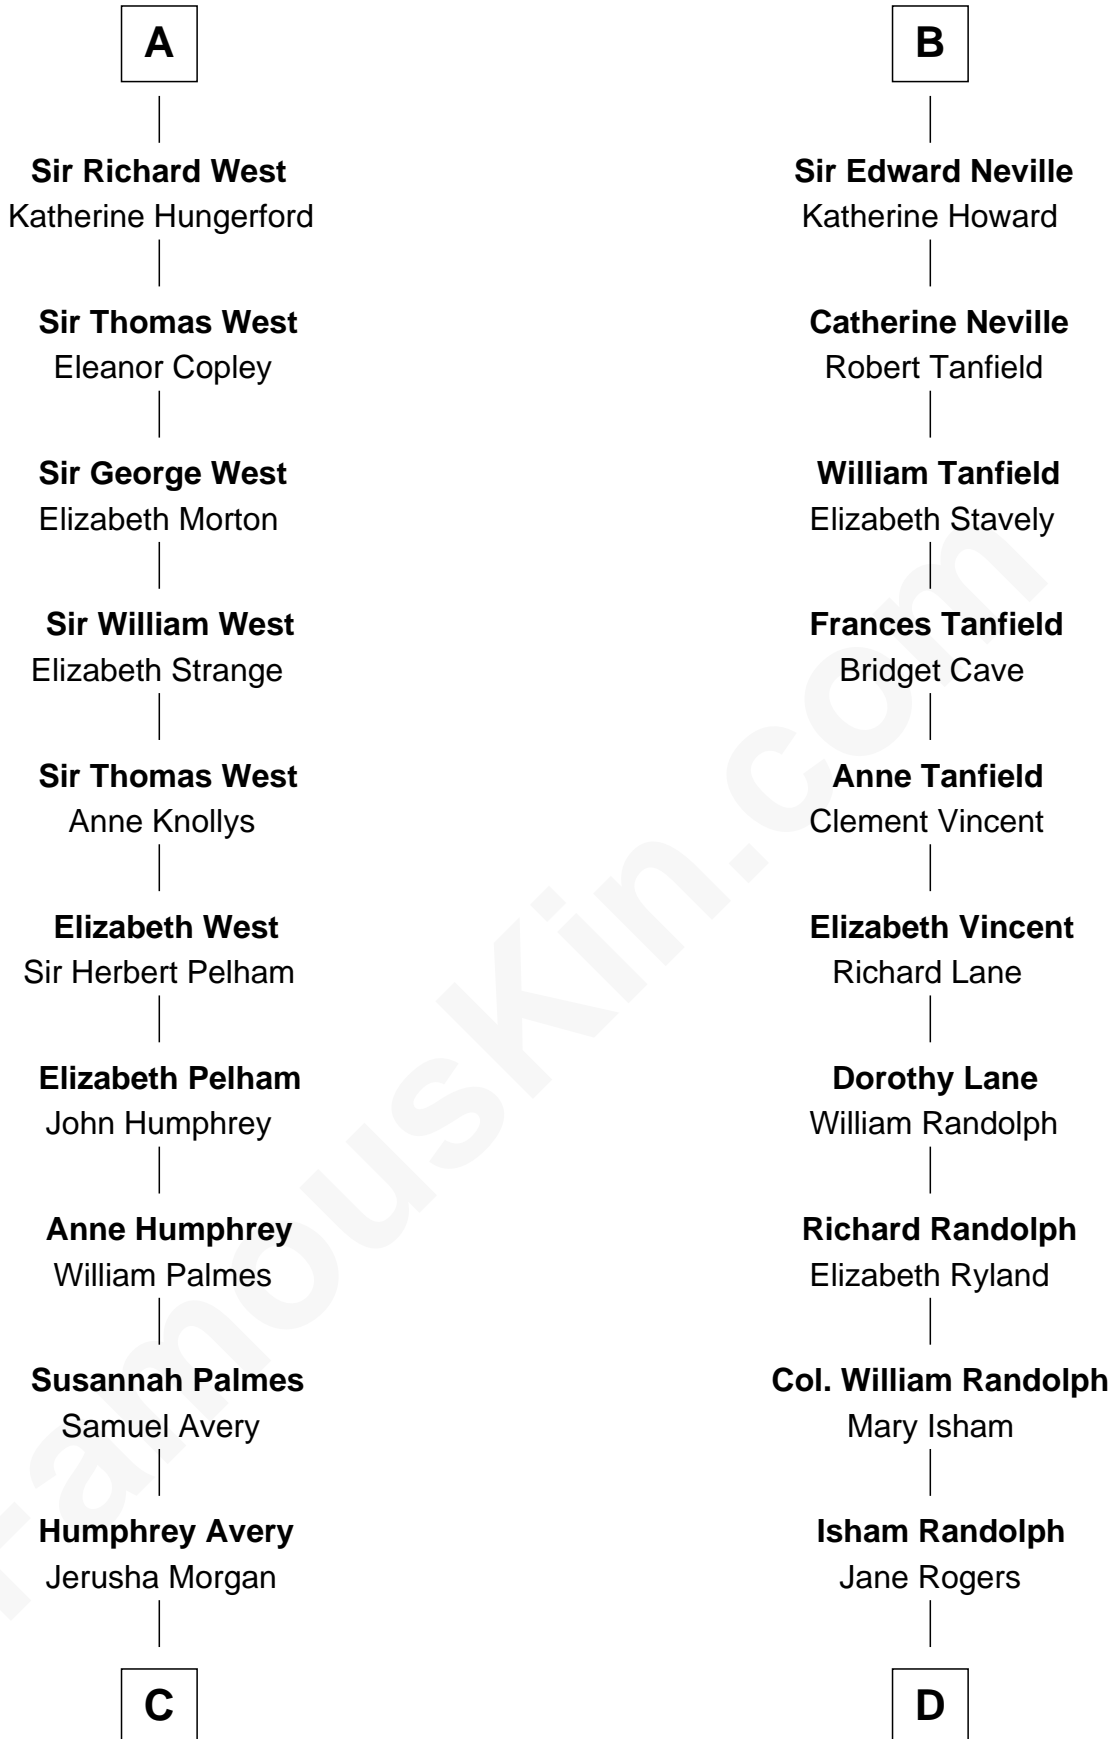 A
Sir Richard West
Katherine Hungerford
Sir Thomas West
Eleanor Copley
Sir George West
Elizabeth Morton
Sir William West
Elizabeth Strange
Sir Thomas West
Anne Knollys
Elizabeth West
Sir Herbert Pelham
Elizabeth Pelham
John Humphrey
Anne Humphrey
William Palmes
Susannah Palmes
Samuel Avery
Humphrey Avery
Jerusha Morgan
C
B
Sir Edward Neville
Katherine Howard
Catherine Neville
Robert Tanfield
William Tanfield
Elizabeth Stavely
Frances Tanfield
Bridget Cave
Anne Tanfield
Clement Vincent
Elizabeth Vincent
Richard Lane
Dorothy Lane
William Randolph
Richard Randolph
Elizabeth Ryland
Col. William Randolph
Mary Isham
Isham Randolph
Jane Rogers
D
FamousKin.com